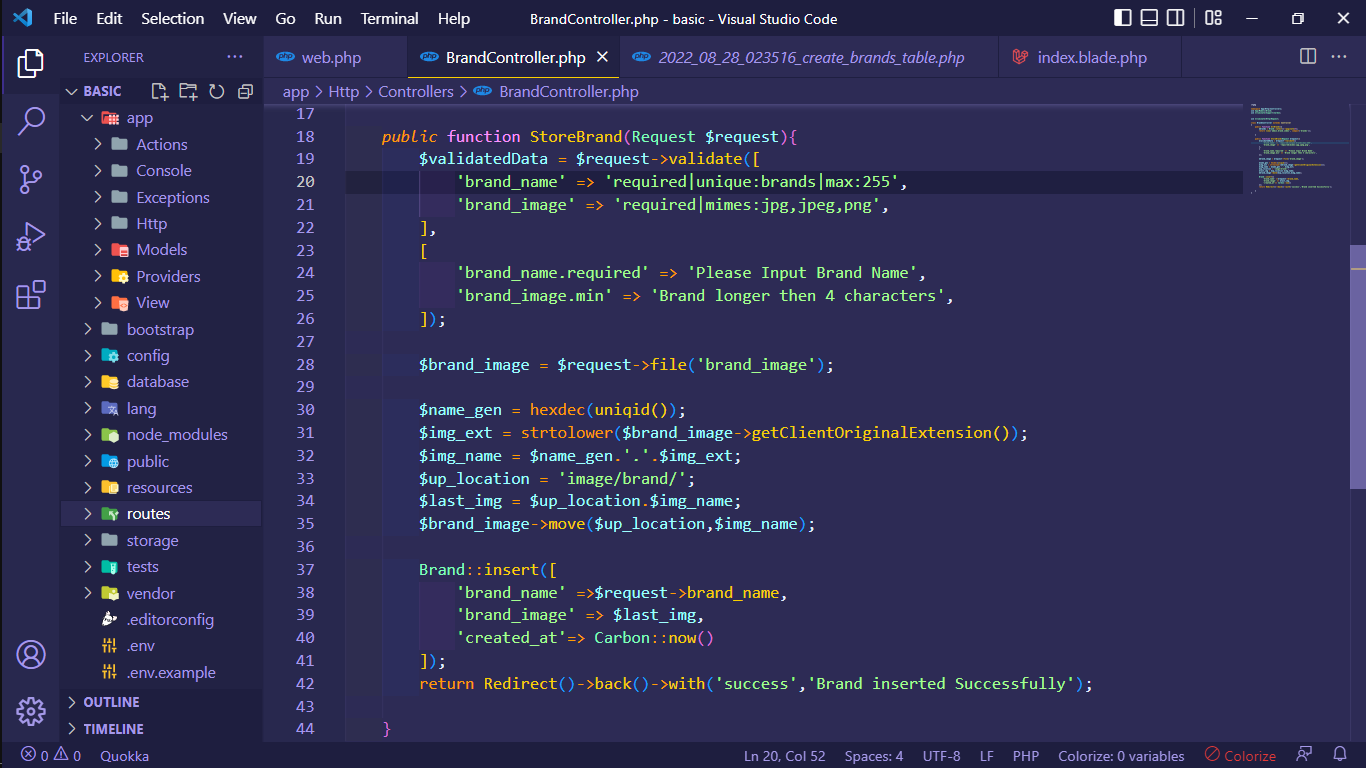 File Edit Selection View Go Run Terminal Help
BrandController.php - basic - Visual Studio Code
EXPLORER ···
web.php
BrandController.php
2022_08_28_023516_create_brands_table.php
index.blade.php
BASIC
app
Actions
Console
Exceptions
Http
Models
Providers
View
bootstrap
config
database
lang
node_modules
public
resources
routes
storage
tests
vendor
.editorconfig
.env
.env.example
OUTLINE
TIMELINE
app > Http > Controllers > BrandController.php
17
18 public function StoreBrand(Request $request){
19 $validatedData = $request->validate([
20 'brand_name' => 'required|unique:brands|max:255',
21 'brand_image' => 'required|mimes:jpg,jpeg,png',
22 ],
23 [
24 'brand_name.required' => 'Please Input Brand Name',
25 'brand_image.min' => 'Brand longer then 4 characters',
26 ]);
27
28 $brand_image = $request->file('brand_image');
29
30 $name_gen = hexdec(uniqid());
31 $img_ext = strtolower($brand_image->getClientOriginalExtension());
32 $img_name = $name_gen.'.'.$img_ext;
33 $up_location = 'image/brand/';
34 $last_img = $up_location.$img_name;
35 $brand_image->move($up_location,$img_name);
36
37 Brand::insert([
38 'brand_name' =>$request->brand_name,
39 'brand_image' => $last_img,
40 'created_at'=> Carbon::now()
41 ]);
42 return Redirect()->back()->with('success','Brand inserted Successfully');
43
44 }
0 0 Quokka
Ln 20, Col 52 Spaces: 4 UTF-8 LF PHP Colorize: 0 variables Colorize